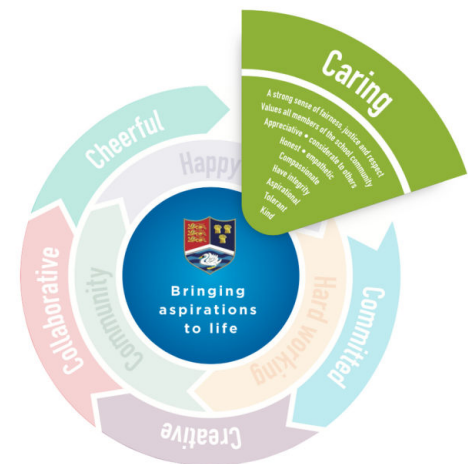 Caring
A strong sense of fairness, justice and respect
Values all members of the school community
Appreciative • considerate to others
Honest • empathetic
Compassionate
Have integrity
Aspirational
Tolerant
Kind
Cheerful
Happy
Collaborative
Community
Bringing
aspirations
to life
Hard working
Committed
Creative